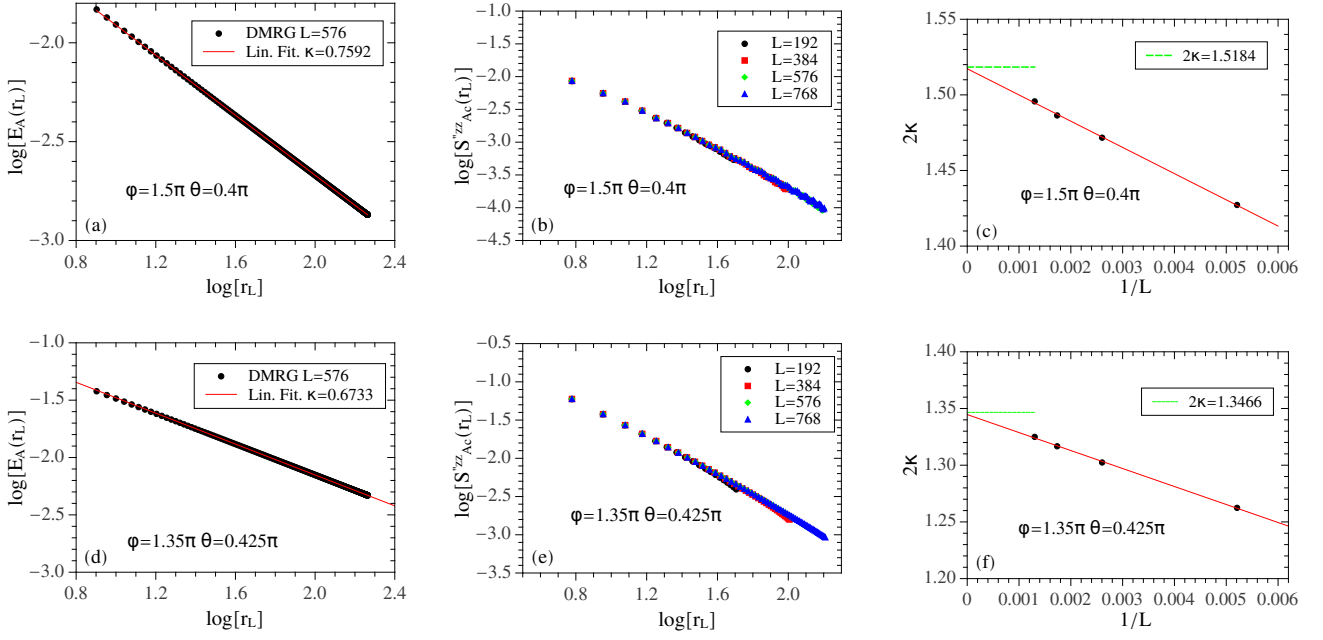 log[E_A(r_L)]
−2.0
−2.5
−3.0
DMRG L=576
Lin. Fit. κ=0.7592
φ=1.5π θ=0.4π
(a)
0.8 1.2 1.6 2.0 2.4
log[r_L]
log[S''^{zz}_{Ac}(r_L)]
−1.0
−1.5
−2.0
−2.5
−3.0
−3.5
−4.0
−4.5
L=192
L=384
L=576
L=768
φ=1.5π θ=0.4π
(b)
0.4 0.8 1.2 1.6 2.0
log[r_L]
2κ
1.55
1.50
1.45
1.40
2κ=1.5184
φ=1.5π θ=0.4π
(c)
0 0.001 0.002 0.003 0.004 0.005 0.006
1/L
log[E_A(r_L)]
−1.0
−1.5
−2.0
−2.5
−3.0
DMRG L=576
Lin. Fit. κ=0.6733
φ=1.35π θ=0.425π
(d)
0.8 1.2 1.6 2.0 2.4
log[r_L]
log[S''^{zz}_{Ac}(r_L)]
−0.5
−1.0
−1.5
−2.0
−2.5
−3.0
−3.5
L=192
L=384
L=576
L=768
φ=1.35π θ=0.425π
(e)
0.4 0.8 1.2 1.6 2.0
log[r_L]
2κ
1.40
1.35
1.30
1.25
1.20
2κ=1.3466
φ=1.35π θ=0.425π
(f)
0 0.001 0.002 0.003 0.004 0.005 0.006
1/L